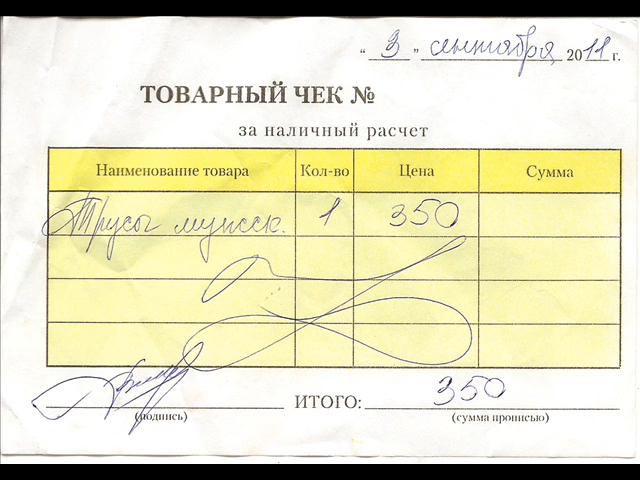 " 3 " сентября 2011 г.
ТОВАРНЫЙ ЧЕК №
за наличный расчет
Наименование товара Кол-во Цена Сумма
Трусы мужск. 1 350
ИТОГО: 350
(подпись) (сумма прописью)